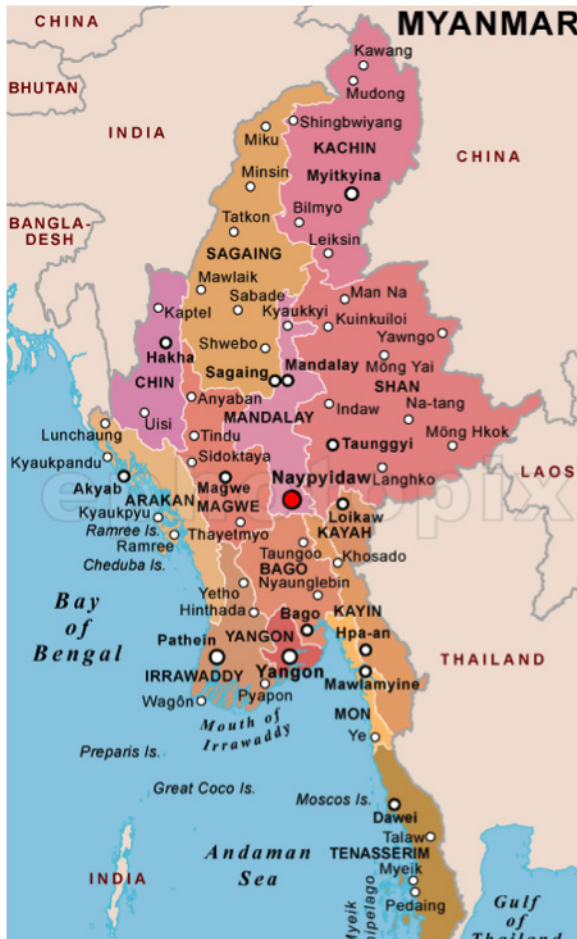 MYANMAR
CHINA
Kawang
BHUTAN
Mudong
Shingbwiyang
INDIA
Miku
KACHIN
CHINA
Minsin
Myitkyina
BANGLA-
DESH
Bilmyo
Tatkon
Leiksin
SAGAING
Mawlaik
Man Na
Sabade
Kaptel
Kyaukkyi
Kuinkuiloi
Yawngo
Shwebo
Hakha
Sagaing
Mandalay
Möng Yai
CHIN
SHAN
Anyaban
Indaw
Na-tang
Uisi
MANDALAY
Lunchaung
Tindu
Taunggyi
Möng Hkok
Kyaukpandu
Sidoktaya
Langhko
LAOS
Akyab
Magwe
Naypyidaw
ARAKAN
MAGWE
Loikaw
Kyaukpyu
KAYAH
Ramree Is.
Thayetmyo
Ramree
Taungoo
Khosado
Cheduba Is.
BAGO
Yetho
Nyaunglebin
Bay
of
Bengal
Hinthada
Bago
KAYIN
Pathein
YANGON
Hpa-an
THAILAND
IRRAWADDY
Yangon
Mawlamyine
Wagôn
Pyapon
MON
Mouth of
Irrawaddy
Ye
Preparis Is.
Great Coco Is.
Moscos Is.
Dawei
Talaw
Andaman
Sea
TENASSERIM
INDIA
Myeik
Pedaing
Gulf
of
Thailand
Myeik